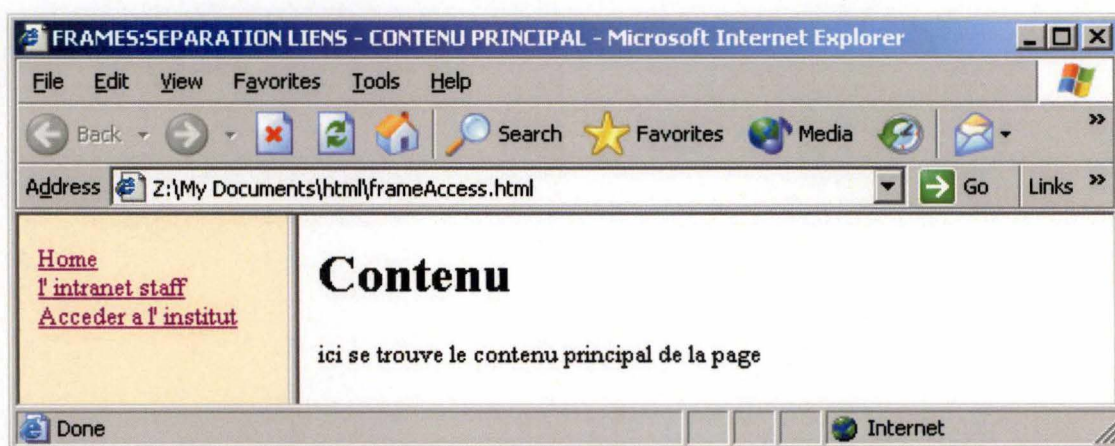 FRAMES:SEPARATION LIENS - CONTENU PRINCIPAL - Microsoft Internet Explorer
File Edit View Favorites Tools Help
Back Search Favorites Media »
Address Z:\My Documents\html\frameAccess.html Go Links »
Home
l' intranet staff
Acceder a l' institut
Contenu
ici se trouve le contenu principal de la page
Done Internet